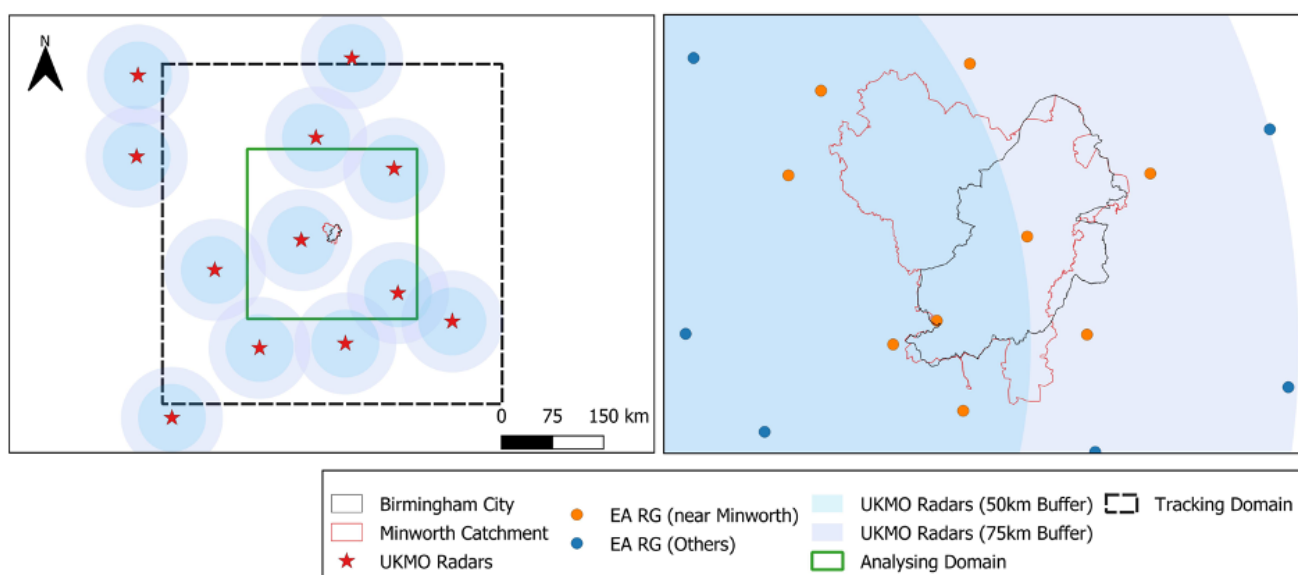 N
0 75 150 km
Birmingham City
Minworth Catchment
UKMO Radars
EA RG (near Minworth)
EA RG (Others)
UKMO Radars (50km Buffer)
UKMO Radars (75km Buffer)
Analysing Domain
Tracking Domain